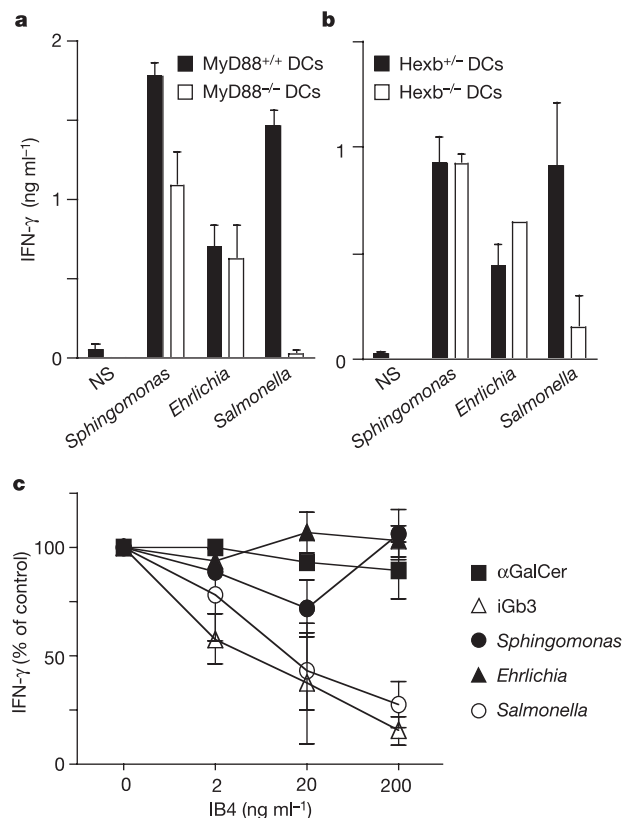 a
b
2
MyD88+/+ DCs
MyD88−/− DCs
Hexb+/− DCs
Hexb−/− DCs
IFN-γ (ng ml−1)
1
1
0
0
NS
Sphingomonas
Ehrlichia
Salmonella
NS
Sphingomonas
Ehrlichia
Salmonella
c
IFN-γ (% of control)
100
50
0
0
2
20
200
IB4 (ng ml−1)
αGalCer
iGb3
Sphingomonas
Ehrlichia
Salmonella